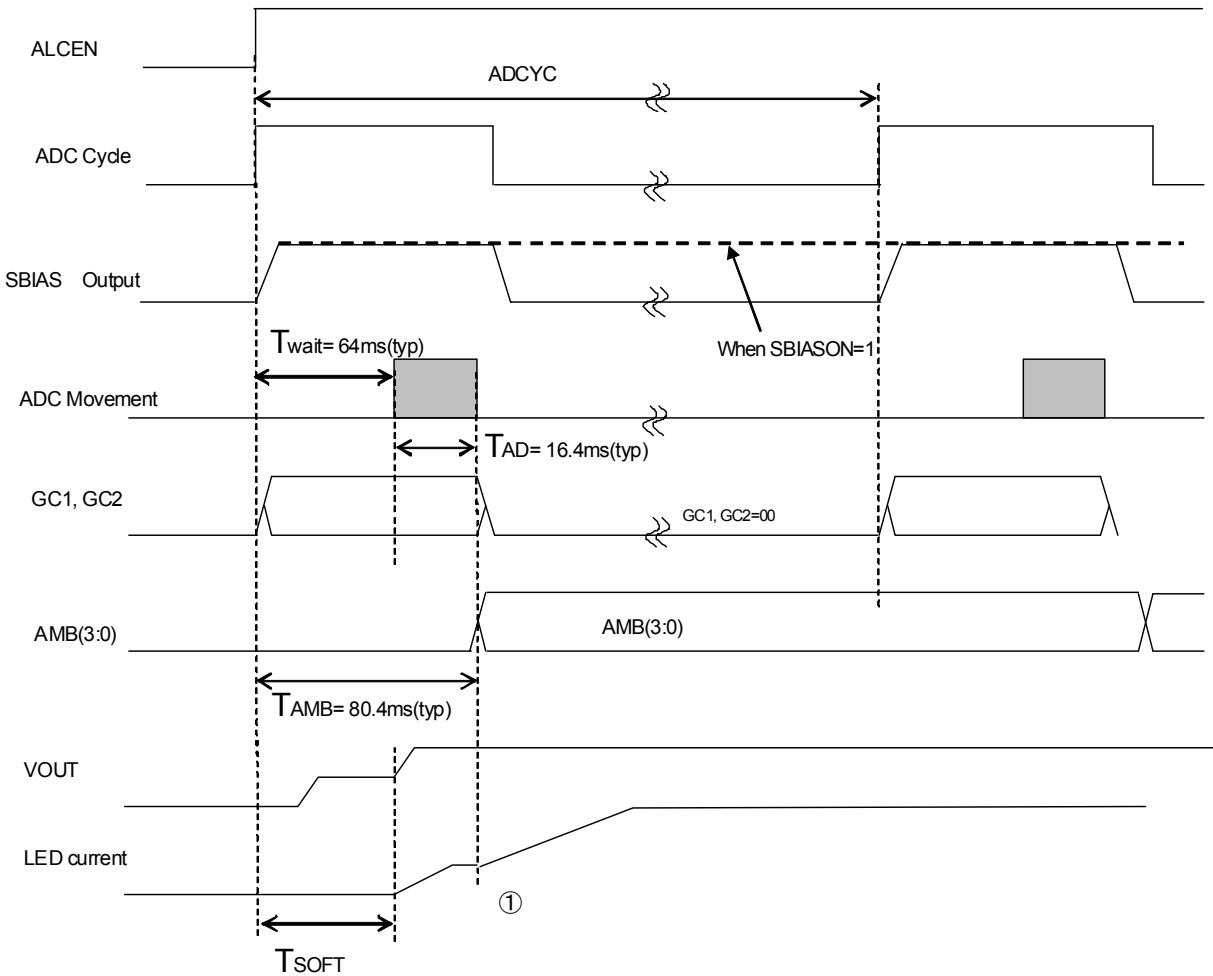 ALCEN
ADCYC
ADC Cycle
SBIAS Output
When SBIASON=1
Twait= 64ms(typ)
ADC Movement
TAD= 16.4ms(typ)
GC1, GC2
GC1, GC2=00
AMB(3:0)
AMB(3:0)
TAMB= 80.4ms(typ)
VOUT
LED current
①
TSOFT